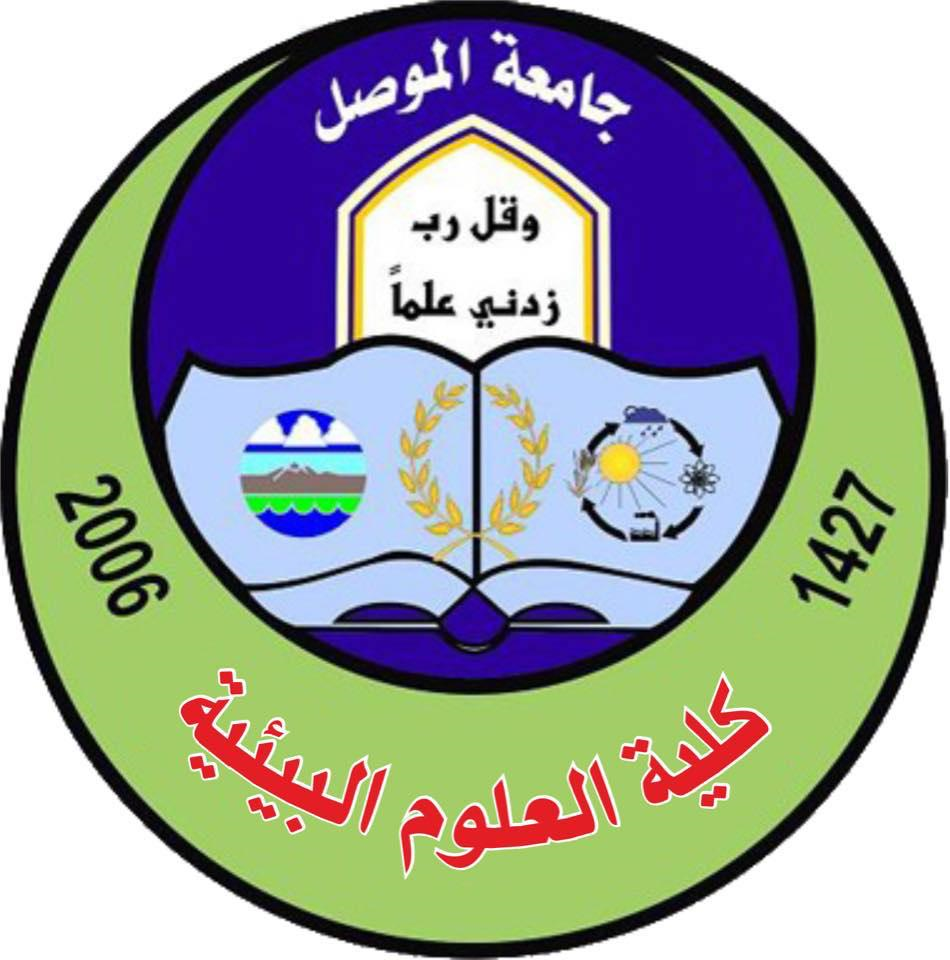 جامعة الموصل
وقل رب
زدني علماً
2006
1427
كلية العلوم البيئية